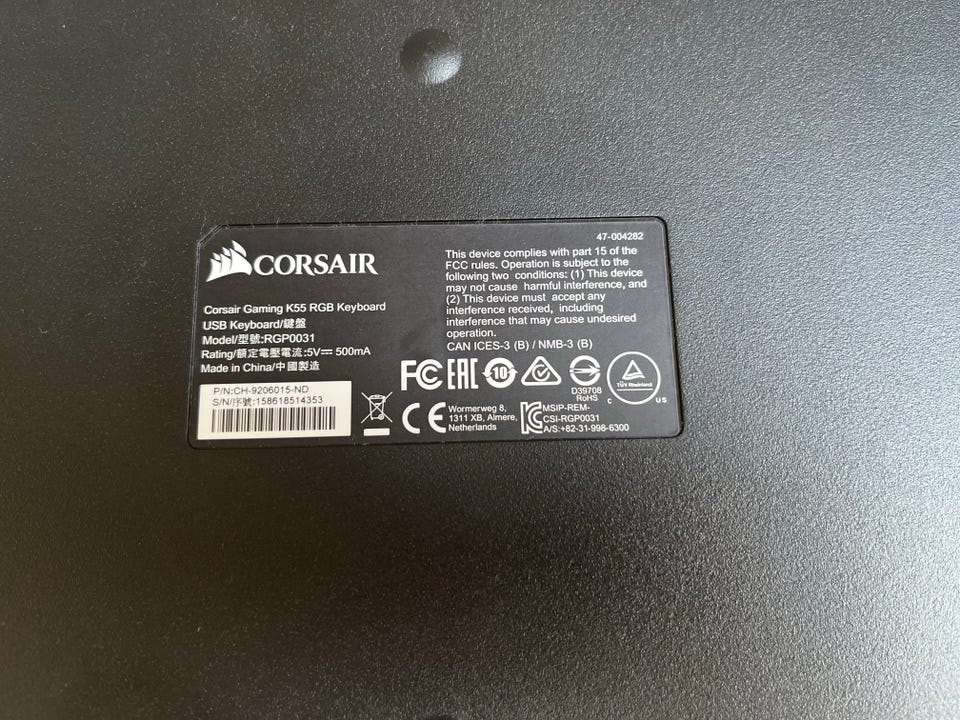 47-004282
CORSAIR
Corsair Gaming K55 RGB Keyboard
USB Keyboard/鍵盤
Model/型號:RGP0031
Rating/額定電壓電流:5V⎓ 500mA
Made in China/中國製造
P/N:CH-9206015-ND
S/N/序號:158618514353
This device complies with part 15 of the
FCC rules. Operation is subject to the
following two conditions: (1) This device
may not cause harmful interference, and
(2) This device must accept any
interference received, including
interference that may cause undesired
operation.
CAN ICES-3 (B) / NMB-3 (B)
FC EAC 10
D39708
RoHS
TÜV Rheinland
C US
CE
Wormerweg 8,
1311 XB, Almere,
Netherlands
MSIP-REM-
CSI-RGP0031
A/S:+82-31-998-6300